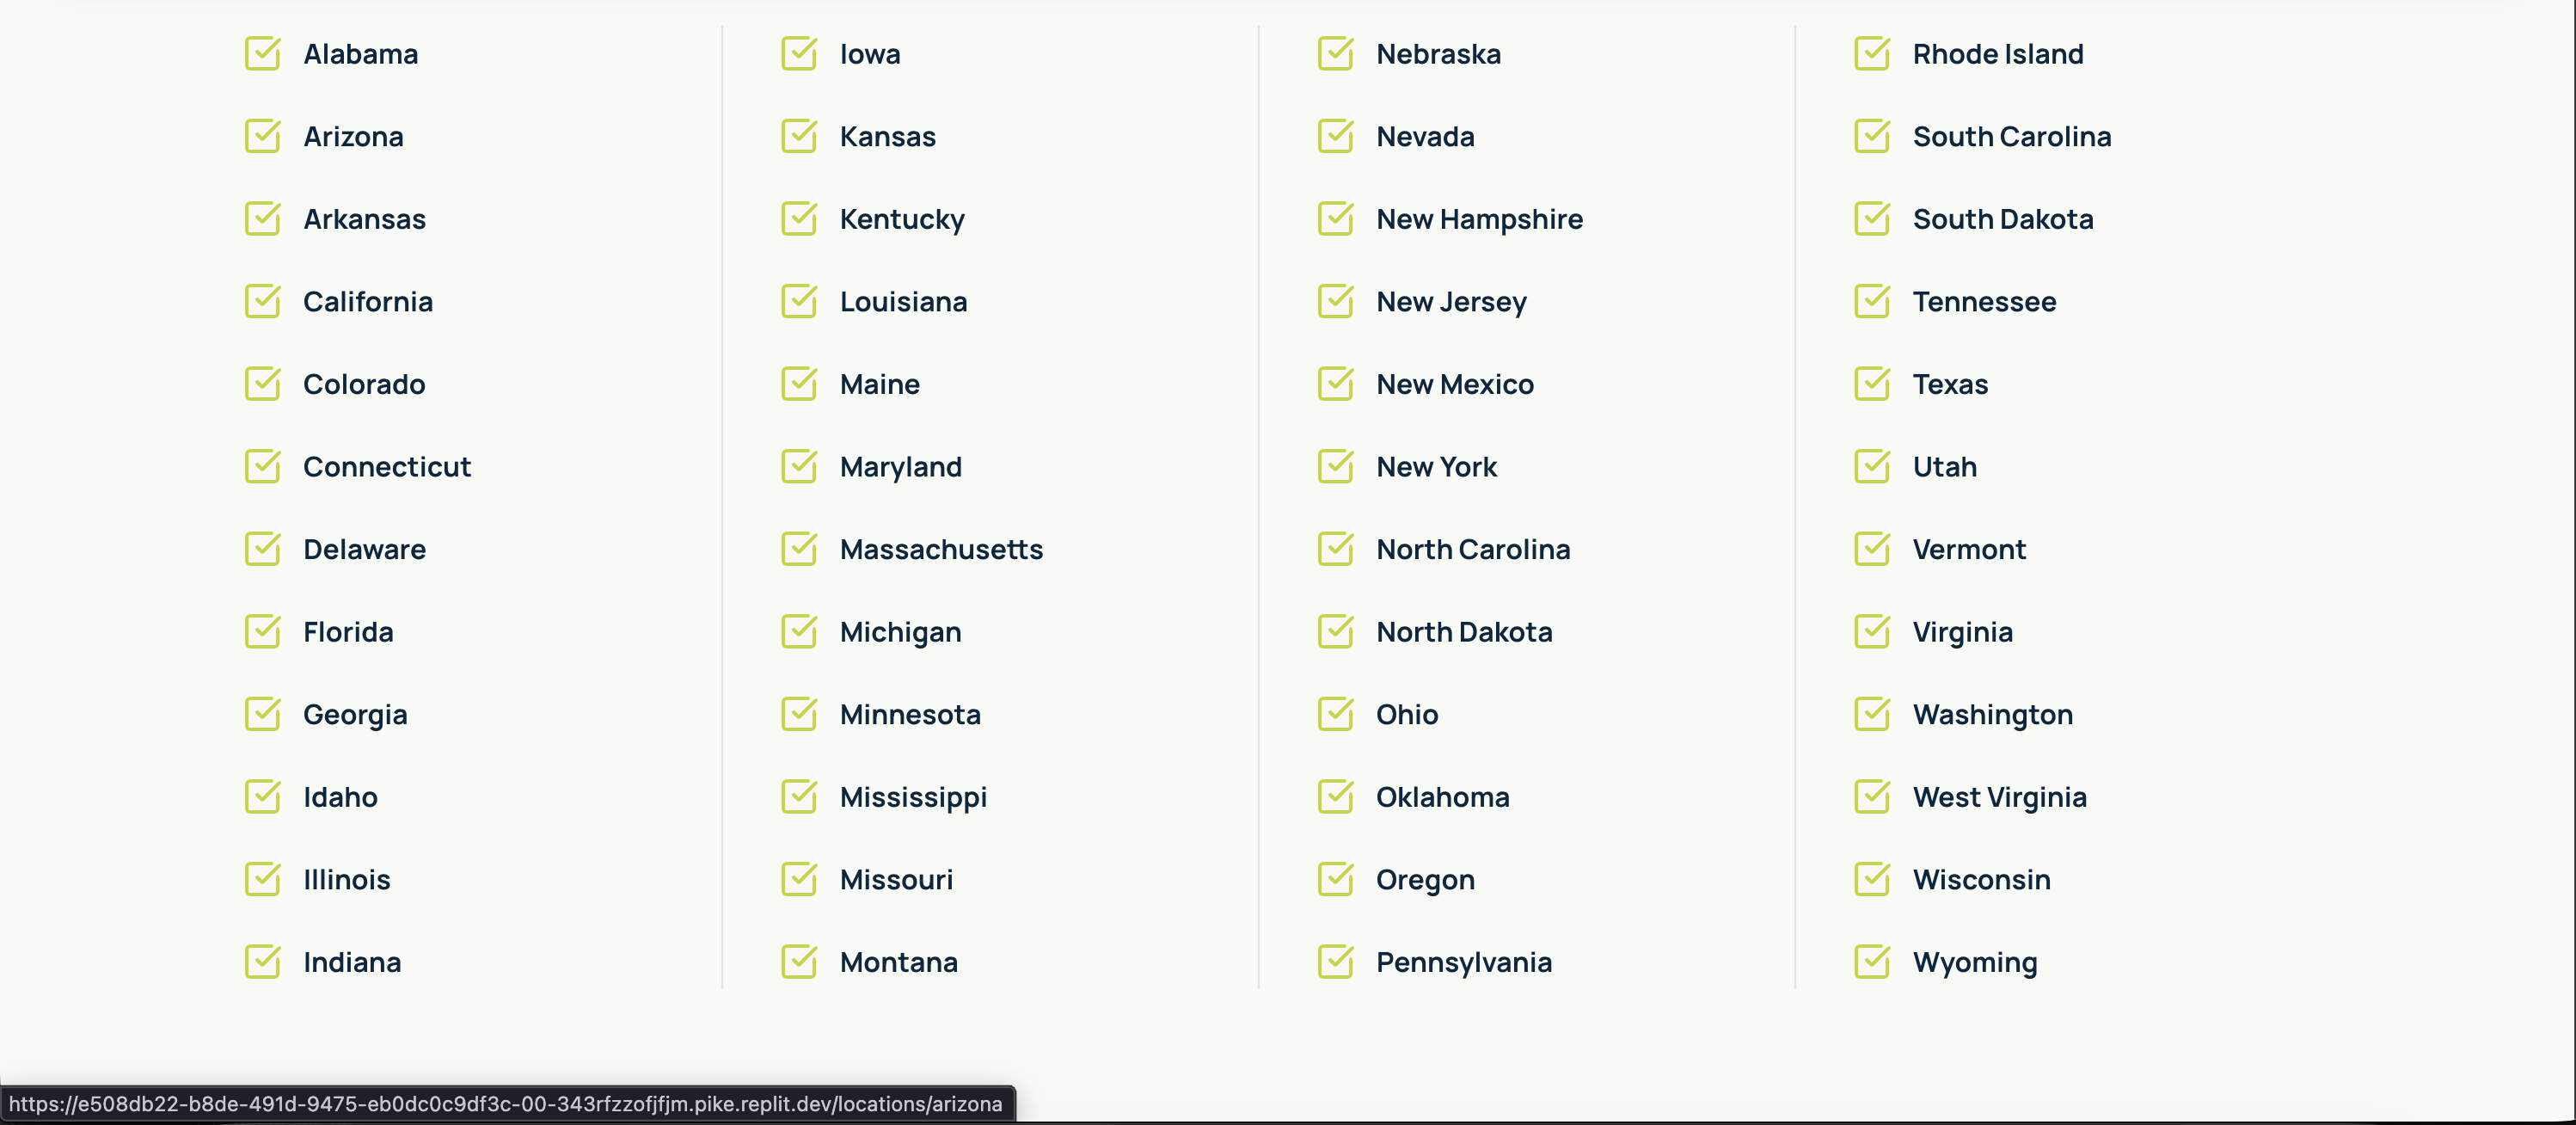 Alabama
Arizona
Arkansas
California
Colorado
Connecticut
Delaware
Florida
Georgia
Idaho
Illinois
Indiana
Iowa
Kansas
Kentucky
Louisiana
Maine
Maryland
Massachusetts
Michigan
Minnesota
Mississippi
Missouri
Montana
Nebraska
Nevada
New Hampshire
New Jersey
New Mexico
New York
North Carolina
North Dakota
Ohio
Oklahoma
Oregon
Pennsylvania
Rhode Island
South Carolina
South Dakota
Tennessee
Texas
Utah
Vermont
Virginia
Washington
West Virginia
Wisconsin
Wyoming
https://e508db22-b8de-491d-9475-eb0dc0c9df3c-00-343rfzzofjfjm.pike.replit.dev/locations/arizona